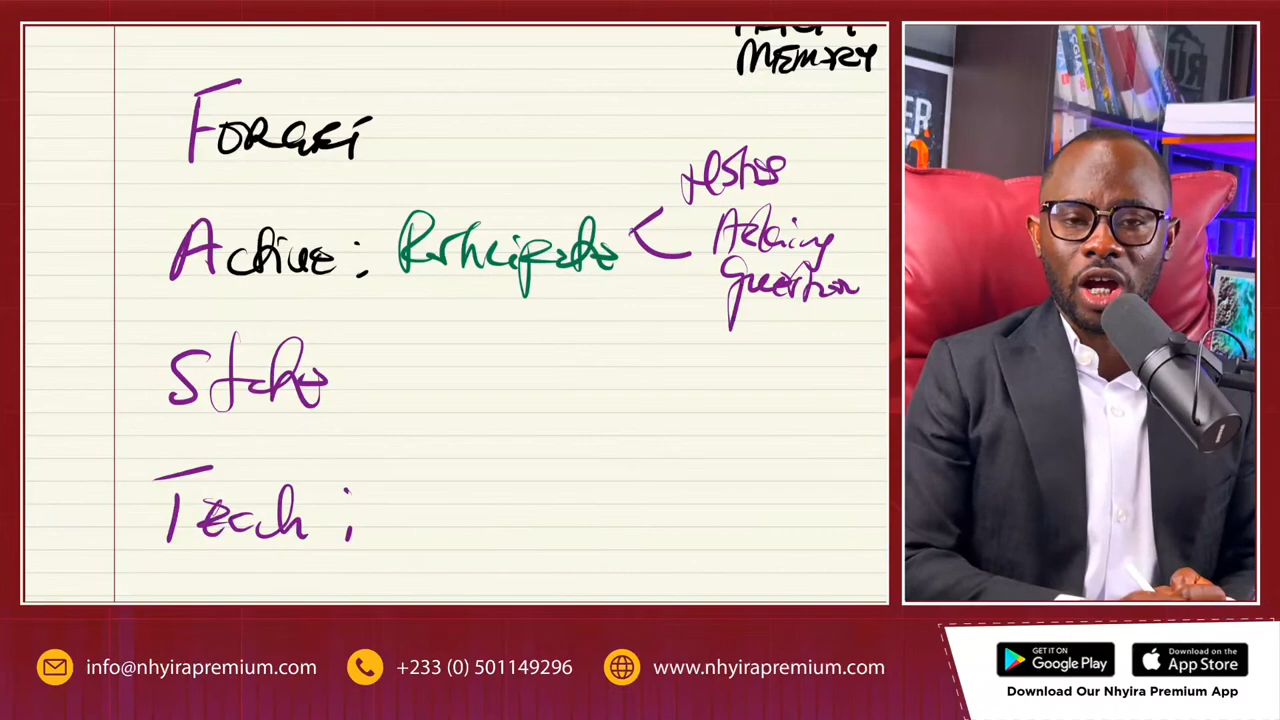 MEMORY
FORGET
Active : Participate <
Asking
Question
State
Teach :
info@nhyirapremium.com
+233 (0) 501149296
www.nhyirapremium.com
GET IT ON
Google Play
Download on the
App Store
Download Our Nhyira Premium App